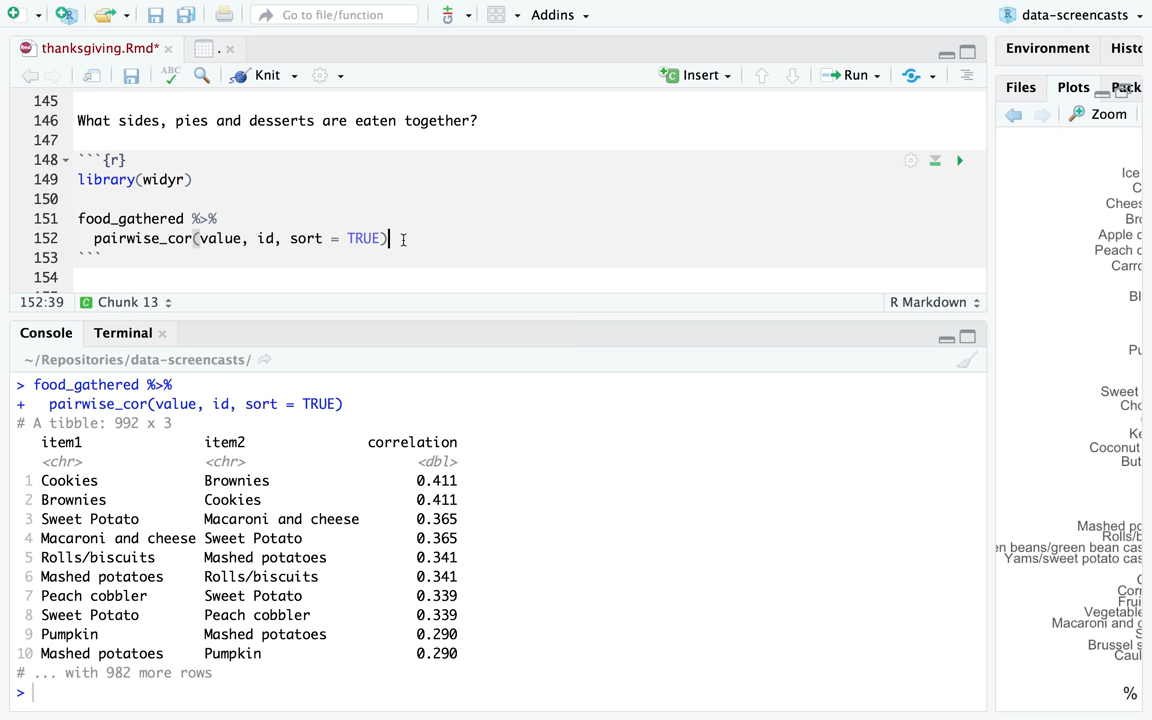 Go to file/function
Addins
data-screencasts
thanksgiving.Rmd*
.
Environment
Histo
ABC
Knit
Insert
Run
Files
Plots
Pack
Zoom
145
146 What sides, pies and desserts are eaten together?
147
148 ```{r}
149 library(widyr)
150
151 food_gathered %>%
152 pairwise_cor(value, id, sort = TRUE)
153 ```
154
152:39
Chunk 13
R Markdown
Console
Terminal
~/Repositories/data-screencasts/
> food_gathered %>%
+ pairwise_cor(value, id, sort = TRUE)
# A tibble: 992 x 3
item1 item2 correlation
<chr> <chr> <dbl>
1 Cookies Brownies 0.411
2 Brownies Cookies 0.411
3 Sweet Potato Macaroni and cheese 0.365
4 Macaroni and cheese Sweet Potato 0.365
5 Rolls/biscuits Mashed potatoes 0.341
6 Mashed potatoes Rolls/biscuits 0.341
7 Peach cobbler Sweet Potato 0.339
8 Sweet Potato Peach cobbler 0.339
9 Pumpkin Mashed potatoes 0.290
10 Mashed potatoes Pumpkin 0.290
# ... with 982 more rows
>
Ice
C
Chees
Bro
Apple c
Peach c
Carro
Bl
Pu
Sweet
Cho
Ke
Coconut
But
Mashed po
Rolls/b
en beans/green bean cas
Yams/sweet potato cas
C
Corr
Frui
Vegetabl
Macaroni and c
S
Brussel s
Caul
%